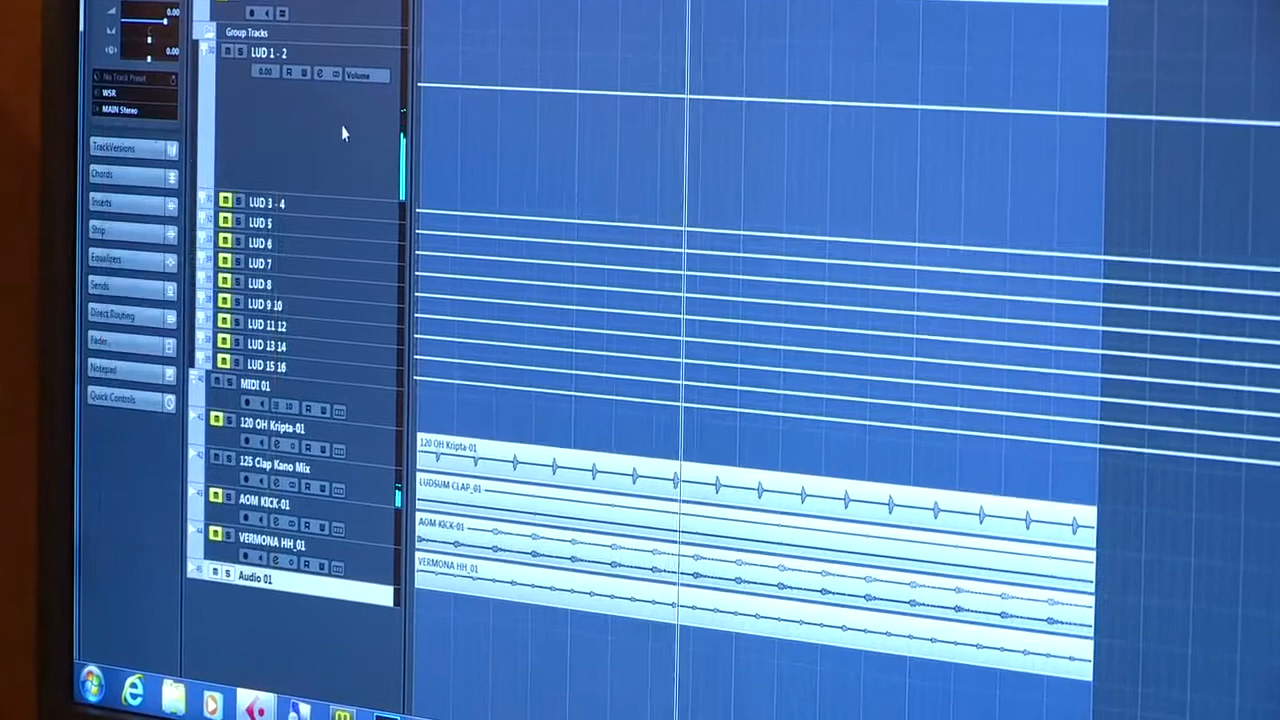 0.00
0.00
No Track Preset
WSR
MAIN Stereo
TrackVersions
Chords
Inserts
Strip
Equalizers
Sends
Direct Routing
Fader
Notepad
Quick Controls
Group Tracks
m S LUD 1 - 2
0.00 R Volume
m S LUD 3 - 4
m S LUD 5
m S LUD 6
m S LUD 7
m S LUD 8
m S LUD 9 10
m S LUD 11 12
m S LUD 13 14
m S LUD 15 16
m S MIDI 01
10 R
m S 120 OH Kripta-01
R
m S 125 Clap Kano Mix
R
m S AOM KICK-01
R
m S VERMONA HH_01
R
m S Audio 01
120 OH Kripta-01
LUDSUM CLAP_01
AOM KICK-01
VERMONA HH_01